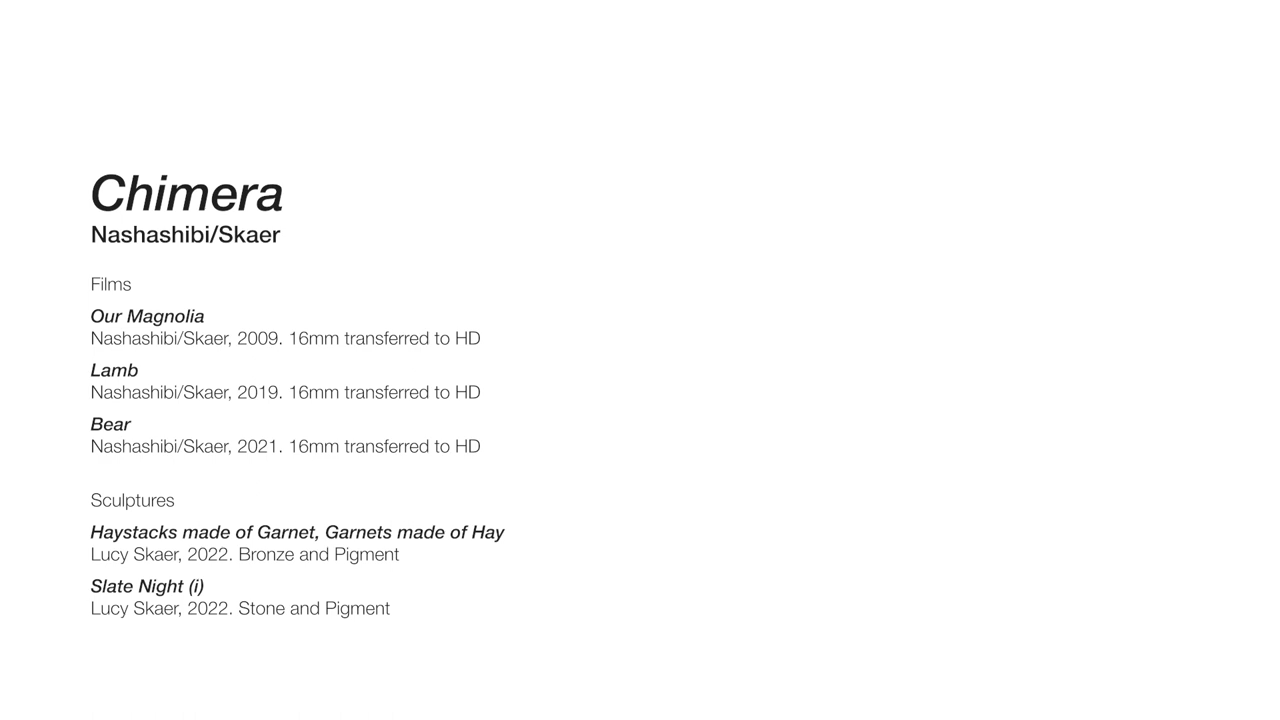 Chimera
Nashashibi/Skaer
Films
Our Magnolia
Nashashibi/Skaer, 2009. 16mm transferred to HD
Lamb
Nashashibi/Skaer, 2019. 16mm transferred to HD
Bear
Nashashibi/Skaer, 2021. 16mm transferred to HD
Sculptures
Haystacks made of Garnet, Garnets made of Hay
Lucy Skaer, 2022. Bronze and Pigment
Slate Night (i)
Lucy Skaer, 2022. Stone and Pigment